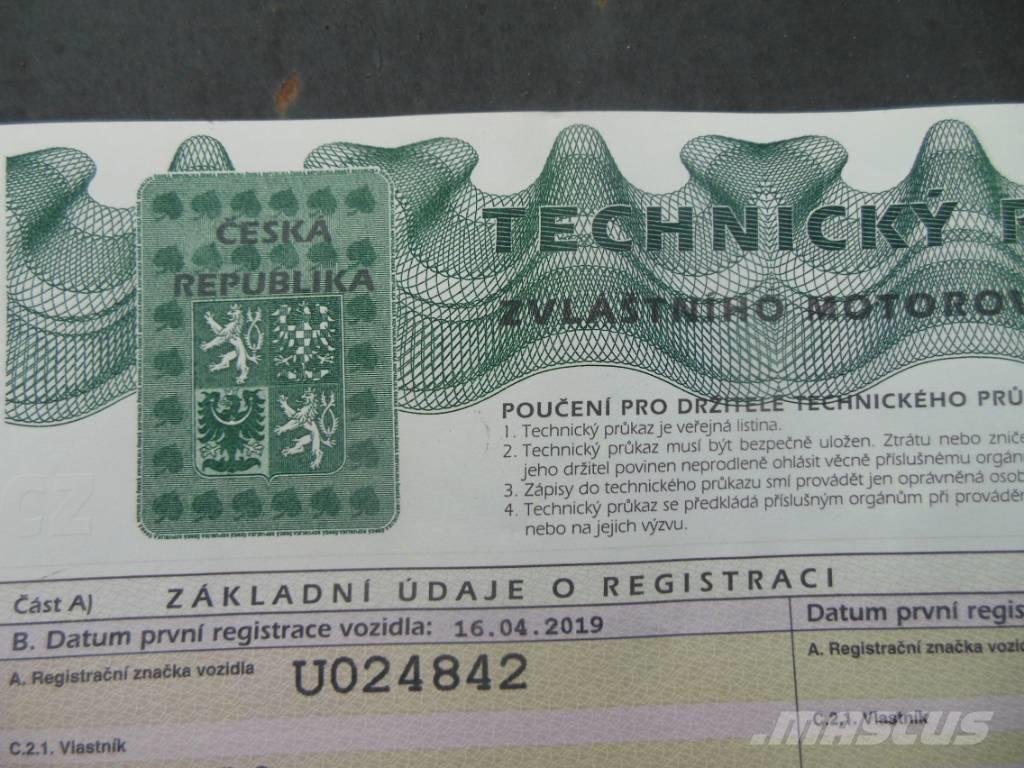 ČESKÁ
REPUBLIKA
TECHNICKÝ P
ZVLÁŠTNÍHO MOTOROV
POUČENÍ PRO DRŽITELE TECHNICKÉHO PRŮ
1. Technický průkaz je veřejná listina.
2. Technický průkaz musí být bezpečně uložen. Ztrátu nebo zniče
jeho držitel povinen neprodleně ohlásit věcně příslušnému orgán
3. Zápisy do technického průkazu smí provádět jen oprávněná osob
4. Technický průkaz se předkládá příslušným orgánům při prováděn
nebo na jejich výzvu.
CZ
Část A) ZÁKLADNÍ ÚDAJE O REGISTRACI
B. Datum první registrace vozidla: 16.04.2019 Datum první regis
A. Registrační značka vozidla U024842 A. Registrační značka vozid
C.2.1. Vlastník C.2.1. Vlastník
MASCUS